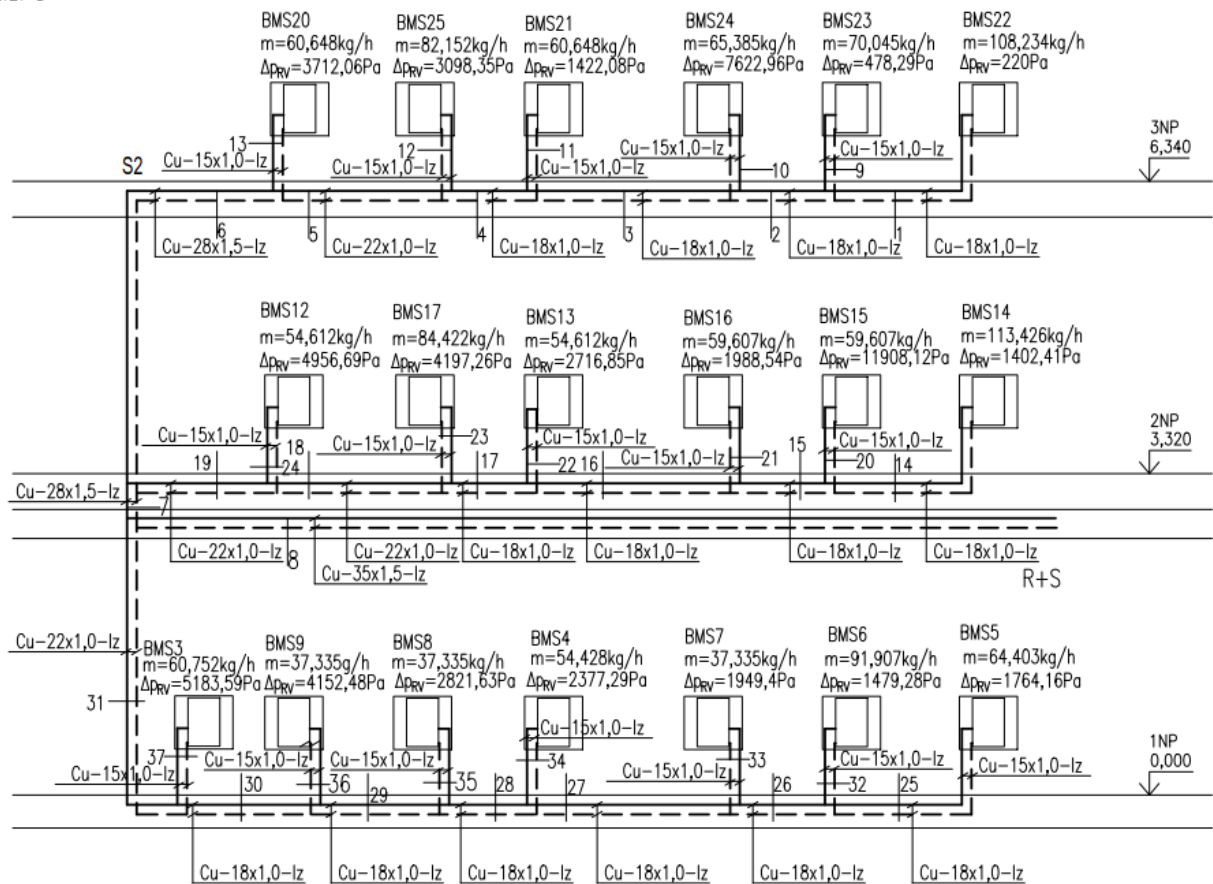 BMS20
m=60,648kg/h
ΔpRV=3712,06Pa
BMS25
m=82,152kg/h
ΔpRV=3098,35Pa
BMS21
m=60,648kg/h
ΔpRV=1422,08Pa
BMS24
m=65,385kg/h
ΔpRV=7622,96Pa
BMS23
m=70,045kg/h
ΔpRV=478,29Pa
BMS22
m=108,234kg/h
ΔpRV=220Pa
3NP
6,340
13
12
11
10
9
S2
Cu-15x1,0-Iz
Cu-15x1,0-Iz
Cu-15x1,0-Iz
Cu-15x1,0-Iz
Cu-15x1,0-Iz
6
5
4
3
2
1
Cu-28x1,5-Iz
Cu-22x1,0-Iz
Cu-18x1,0-Iz
Cu-18x1,0-Iz
Cu-18x1,0-Iz
Cu-18x1,0-Iz
BMS12
m=54,612kg/h
ΔpRV=4956,69Pa
BMS17
m=84,422kg/h
ΔpRV=4197,26Pa
BMS13
m=54,612kg/h
ΔpRV=2716,85Pa
BMS16
m=59,607kg/h
ΔpRV=1988,54Pa
BMS15
m=59,607kg/h
ΔpRV=11908,12Pa
BMS14
m=113,426kg/h
ΔpRV=1402,41Pa
2NP
3,320
Cu-15x1,0-Iz
Cu-15x1,0-Iz
Cu-15x1,0-Iz
Cu-15x1,0-Iz
Cu-15x1,0-Iz
19
24
18
23
17
22
16
21
15
20
14
Cu-28x1,5-Iz
7
Cu-22x1,0-Iz
8
Cu-22x1,0-Iz
Cu-18x1,0-Iz
Cu-18x1,0-Iz
Cu-18x1,0-Iz
Cu-18x1,0-Iz
Cu-35x1,5-Iz
R+S
Cu-22x1,0-Iz
31
BMS3
m=60,752kg/h
ΔpRV=5183,59Pa
BMS9
m=37,335g/h
ΔpRV=4152,48Pa
BMS8
m=37,335kg/h
ΔpRV=2821,63Pa
BMS4
m=54,428kg/h
ΔpRV=2377,29Pa
BMS7
m=37,335kg/h
ΔpRV=1949,4Pa
BMS6
m=91,907kg/h
ΔpRV=1479,28Pa
BMS5
m=64,403kg/h
ΔpRV=1764,16Pa
1NP
0,000
Cu-15x1,0-Iz
37
Cu-15x1,0-Iz
Cu-15x1,0-Iz
Cu-15x1,0-Iz
Cu-15x1,0-Iz
Cu-15x1,0-Iz
Cu-15x1,0-Iz
30
36
29
35
28
34
27
33
26
32
25
Cu-18x1,0-Iz
Cu-18x1,0-Iz
Cu-18x1,0-Iz
Cu-18x1,0-Iz
Cu-18x1,0-Iz
Cu-18x1,0-Iz